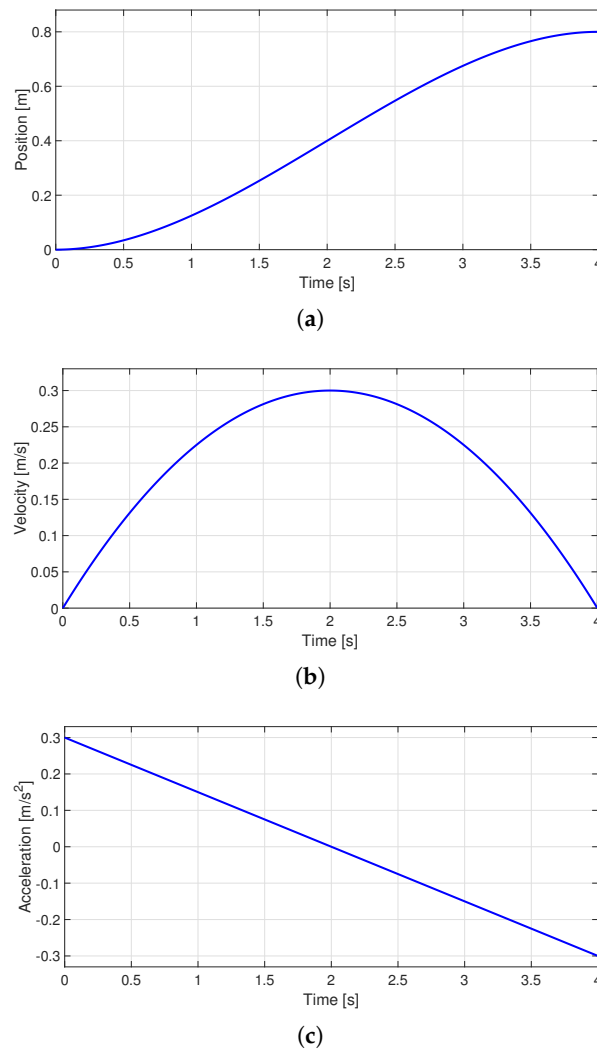 0.8
0.6
0.4
0.2
0
Position [m]
0 0.5 1 1.5 2 2.5 3 3.5 4
Time [s]
(a)
0.3
0.25
0.2
0.15
0.1
0.05
0
Velocity [m/s]
0 0.5 1 1.5 2 2.5 3 3.5 4
Time [s]
(b)
0.3
0.2
0.1
0
-0.1
-0.2
-0.3
Acceleration [m/s²]
0 0.5 1 1.5 2 2.5 3 3.5 4
Time [s]
(c)